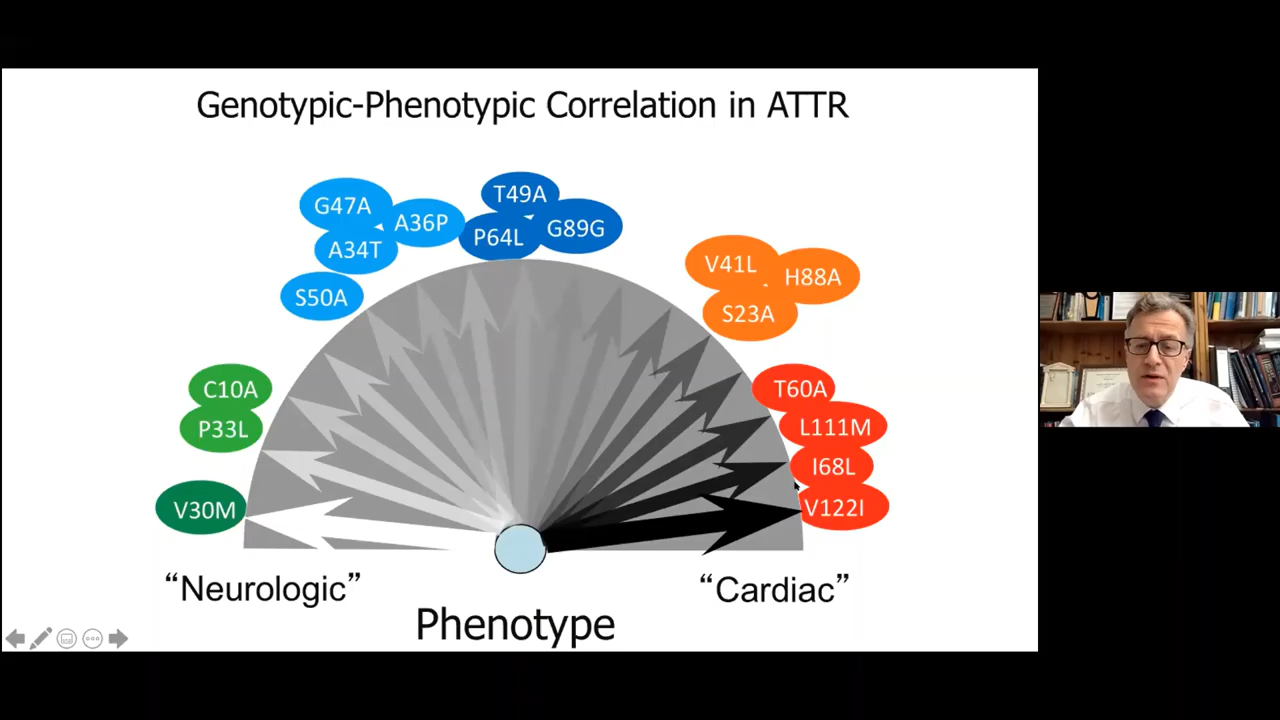 Genotypic-Phenotypic Correlation in ATTR
T49A
G47A
A36P
P64L
G89G
A34T
S50A
V41L
H88A
S23A
C10A
P33L
V30M
T60A
L111M
I68L
V122I
“Neurologic”
“Cardiac”
Phenotype